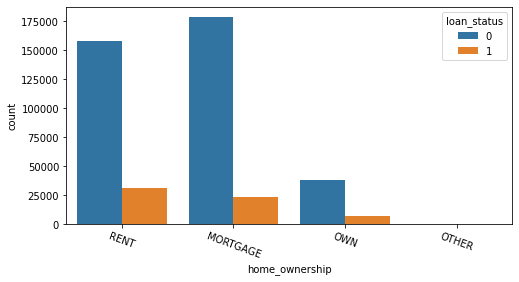 loan_status
0
1
175000
150000
125000
100000
75000
50000
25000
0
count
RENT
MORTGAGE
OWN
OTHER
home_ownership